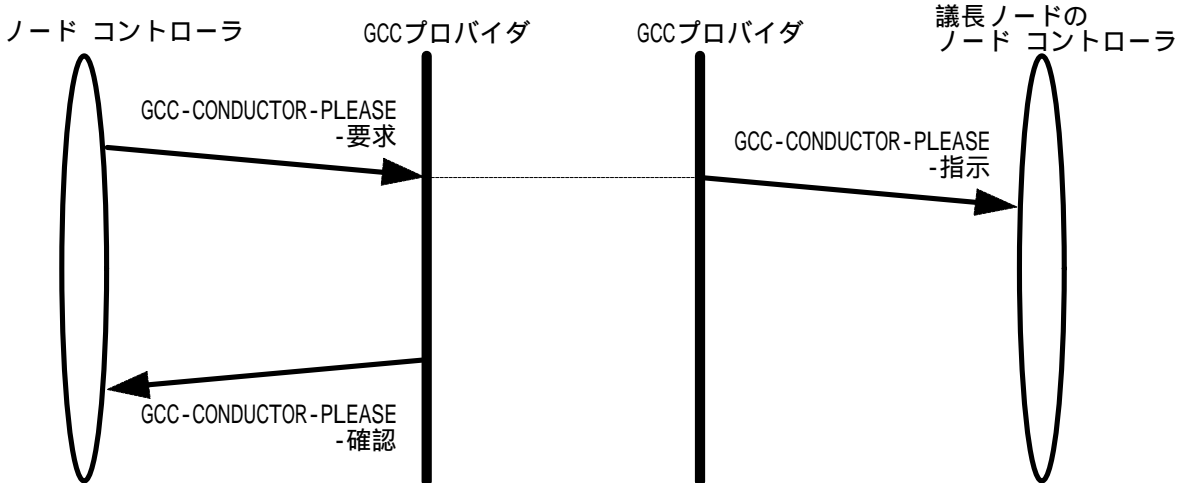 ノード コントローラ
GCCプロバイダ
GCCプロバイダ
議長ノードの
ノード コントローラ
GCC-CONDUCTOR-PLEASE
-要求
GCC-CONDUCTOR-PLEASE
-指示
GCC-CONDUCTOR-PLEASE
-確認